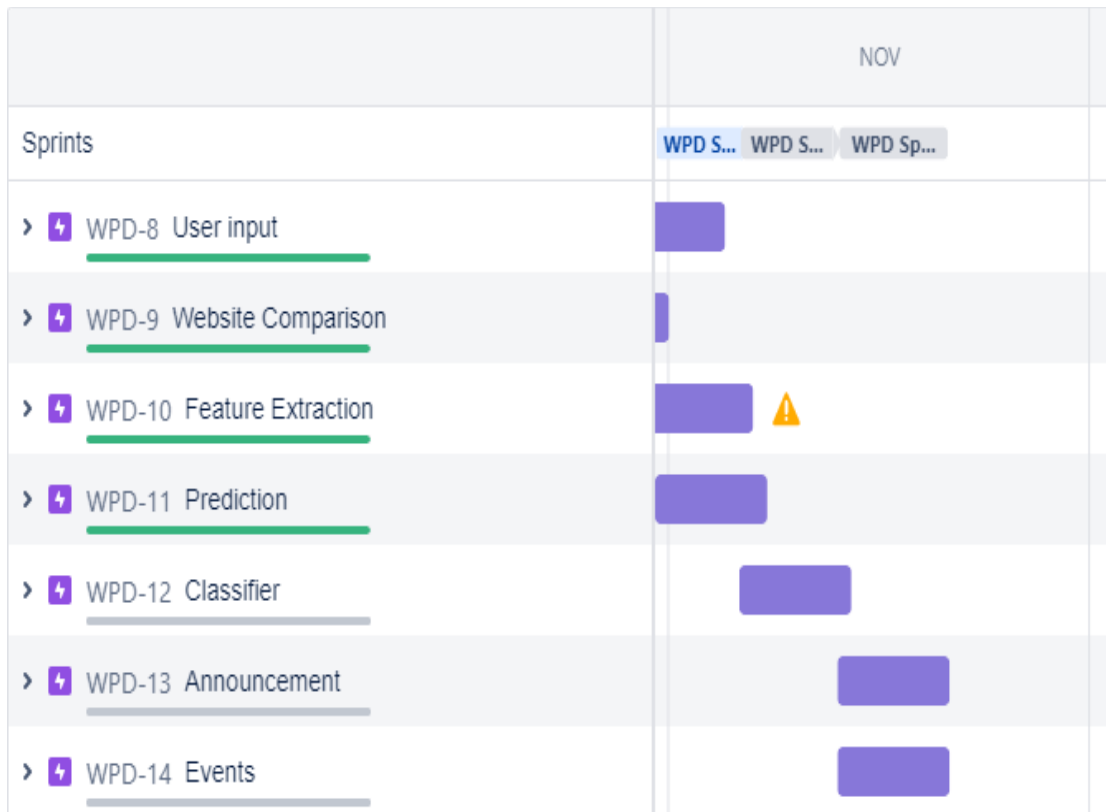 NOV
Sprints WPD S... WPD S... WPD Sp...
WPD-8 User input
WPD-9 Website Comparison
WPD-10 Feature Extraction
WPD-11 Prediction
WPD-12 Classifier
WPD-13 Announcement
WPD-14 Events